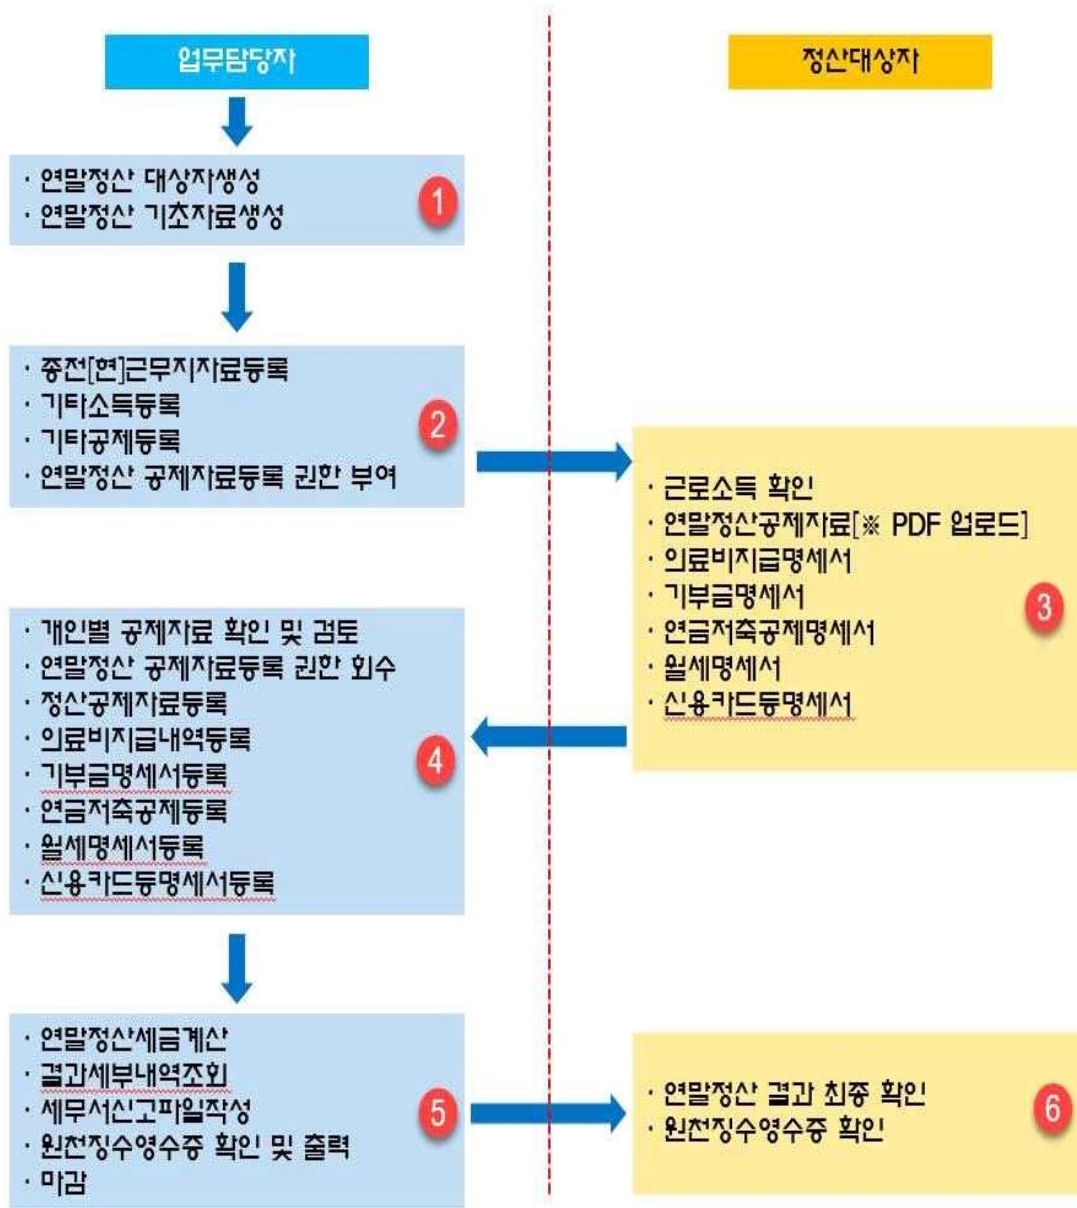 업무담당자
정산대상자
· 연말정산 대상자생성
· 연말정산 기초자료생성
1
· 종전[현]근무지자료등록
· 기타소득등록
· 기타공제등록
· 연말정산 공제자료등록 권한 부여
2
· 근로소득 확인
· 연말정산공제자료[※ PDF 업로드]
· 의료비지급명세서
· 기부금명세서
· 연금저축공제명세서
· 월세명세서
· 신용카드등명세서
3
· 개인별 공제자료 확인 및 검토
· 연말정산 공제자료등록 권한 회수
· 정산공제자료등록
· 의료비지급내역등록
· 기부금명세서등록
· 연금저축공제등록
· 월세명세서등록
· 신용카드등명세서등록
4
· 연말정산세금계산
· 결과세부내역조회
· 세무서신고파일작성
· 원천징수영수증 확인 및 출력
· 마감
5
· 연말정산 결과 최종 확인
· 원천징수영수증 확인
6